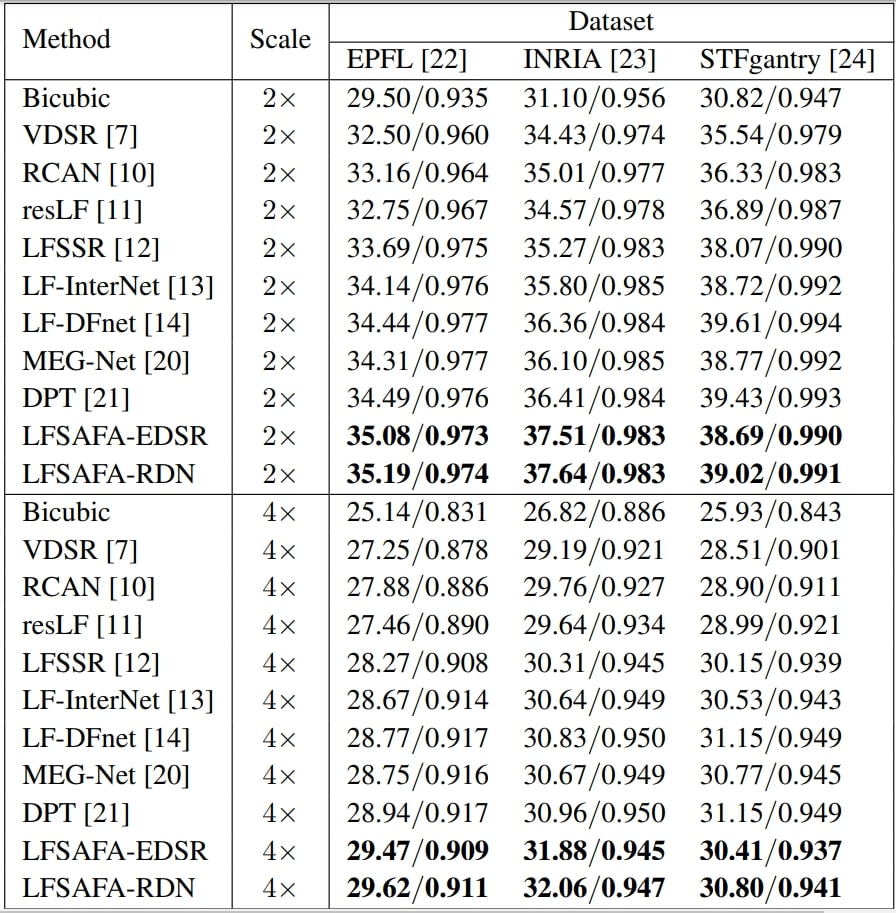 Method Scale Dataset
EPFL [22] INRIA [23] STFgantry [24]
Bicubic 2× 29.50/0.935 31.10/0.956 30.82/0.947
VDSR [7] 2× 32.50/0.960 34.43/0.974 35.54/0.979
RCAN [10] 2× 33.16/0.964 35.01/0.977 36.33/0.983
resLF [11] 2× 32.75/0.967 34.57/0.978 36.89/0.987
LFSSR [12] 2× 33.69/0.975 35.27/0.983 38.07/0.990
LF-InterNet [13] 2× 34.14/0.976 35.80/0.985 38.72/0.992
LF-DFnet [14] 2× 34.44/0.977 36.36/0.984 39.61/0.994
MEG-Net [20] 2× 34.31/0.977 36.10/0.985 38.77/0.992
DPT [21] 2× 34.49/0.976 36.41/0.984 39.43/0.993
LFSAFA-EDSR 2× 35.08/0.973 37.51/0.983 38.69/0.990
LFSAFA-RDN 2× 35.19/0.974 37.64/0.983 39.02/0.991
Bicubic 4× 25.14/0.831 26.82/0.886 25.93/0.843
VDSR [7] 4× 27.25/0.878 29.19/0.921 28.51/0.901
RCAN [10] 4× 27.88/0.886 29.76/0.927 28.90/0.911
resLF [11] 4× 27.46/0.890 29.64/0.934 28.99/0.921
LFSSR [12] 4× 28.27/0.908 30.31/0.945 30.15/0.939
LF-InterNet [13] 4× 28.67/0.914 30.64/0.949 30.53/0.943
LF-DFnet [14] 4× 28.77/0.917 30.83/0.950 31.15/0.949
MEG-Net [20] 4× 28.75/0.916 30.67/0.949 30.77/0.945
DPT [21] 4× 28.94/0.917 30.96/0.950 31.15/0.949
LFSAFA-EDSR 4× 29.47/0.909 31.88/0.945 30.41/0.937
LFSAFA-RDN 4× 29.62/0.911 32.06/0.947 30.80/0.941